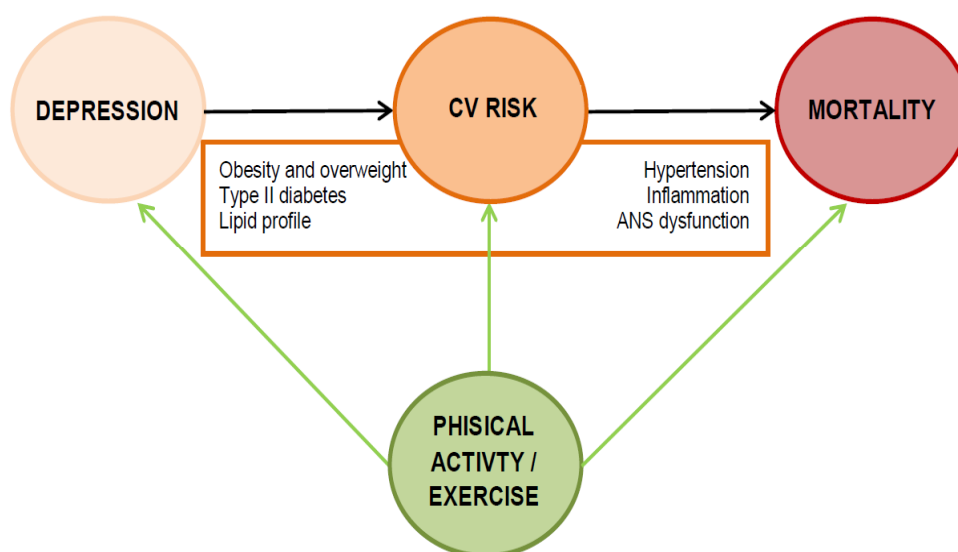 DEPRESSION
CV RISK
MORTALITY
Obesity and overweight
Type II diabetes
Lipid profile
Hypertension
Inflammation
ANS dysfunction
PHISICAL
ACTIVTY /
EXERCISE